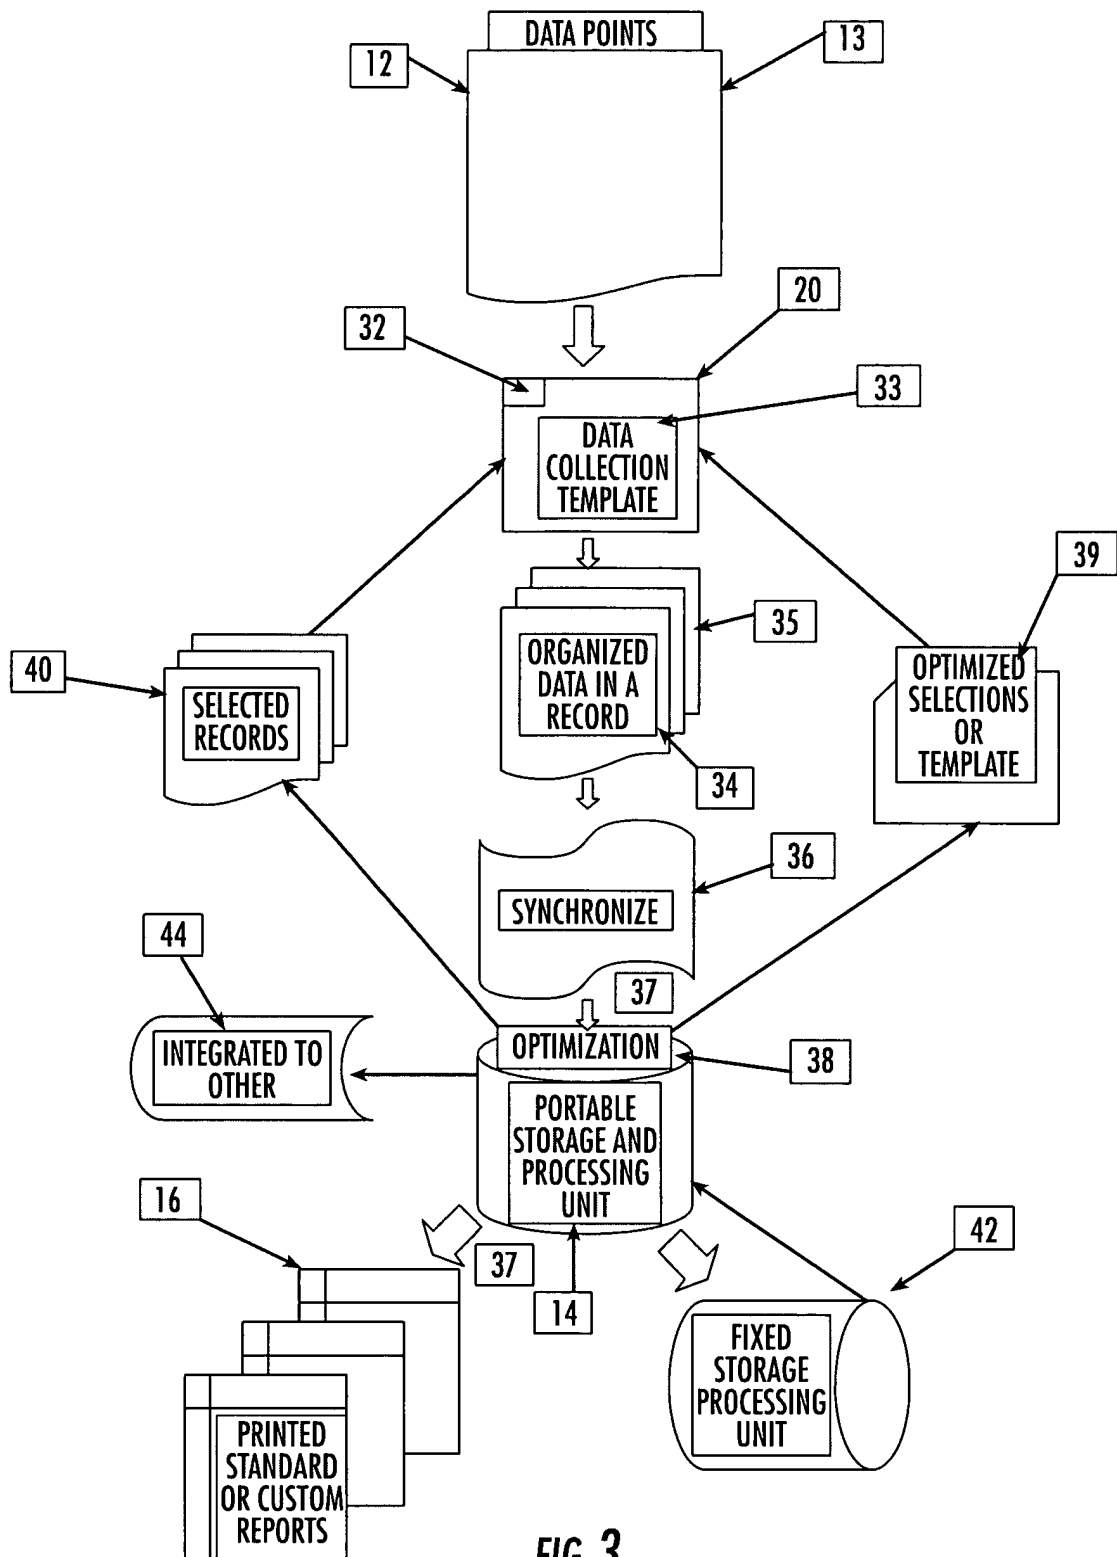 DATA POINTS
12
13
20
32
33
DATA
COLLECTION
TEMPLATE
39
35
ORGANIZED
DATA IN A
RECORD
OPTIMIZED
SELECTIONS
OR
TEMPLATE
40
SELECTED
RECORDS
34
36
SYNCHRONIZE
44
37
OPTIMIZATION
INTEGRATED TO
OTHER
38
PORTABLE
STORAGE AND
PROCESSING
UNIT
16
42
37
14
FIXED
STORAGE
PROCESSING
UNIT
PRINTED
STANDARD
OR CUSTOM
REPORTS
FIG. 3